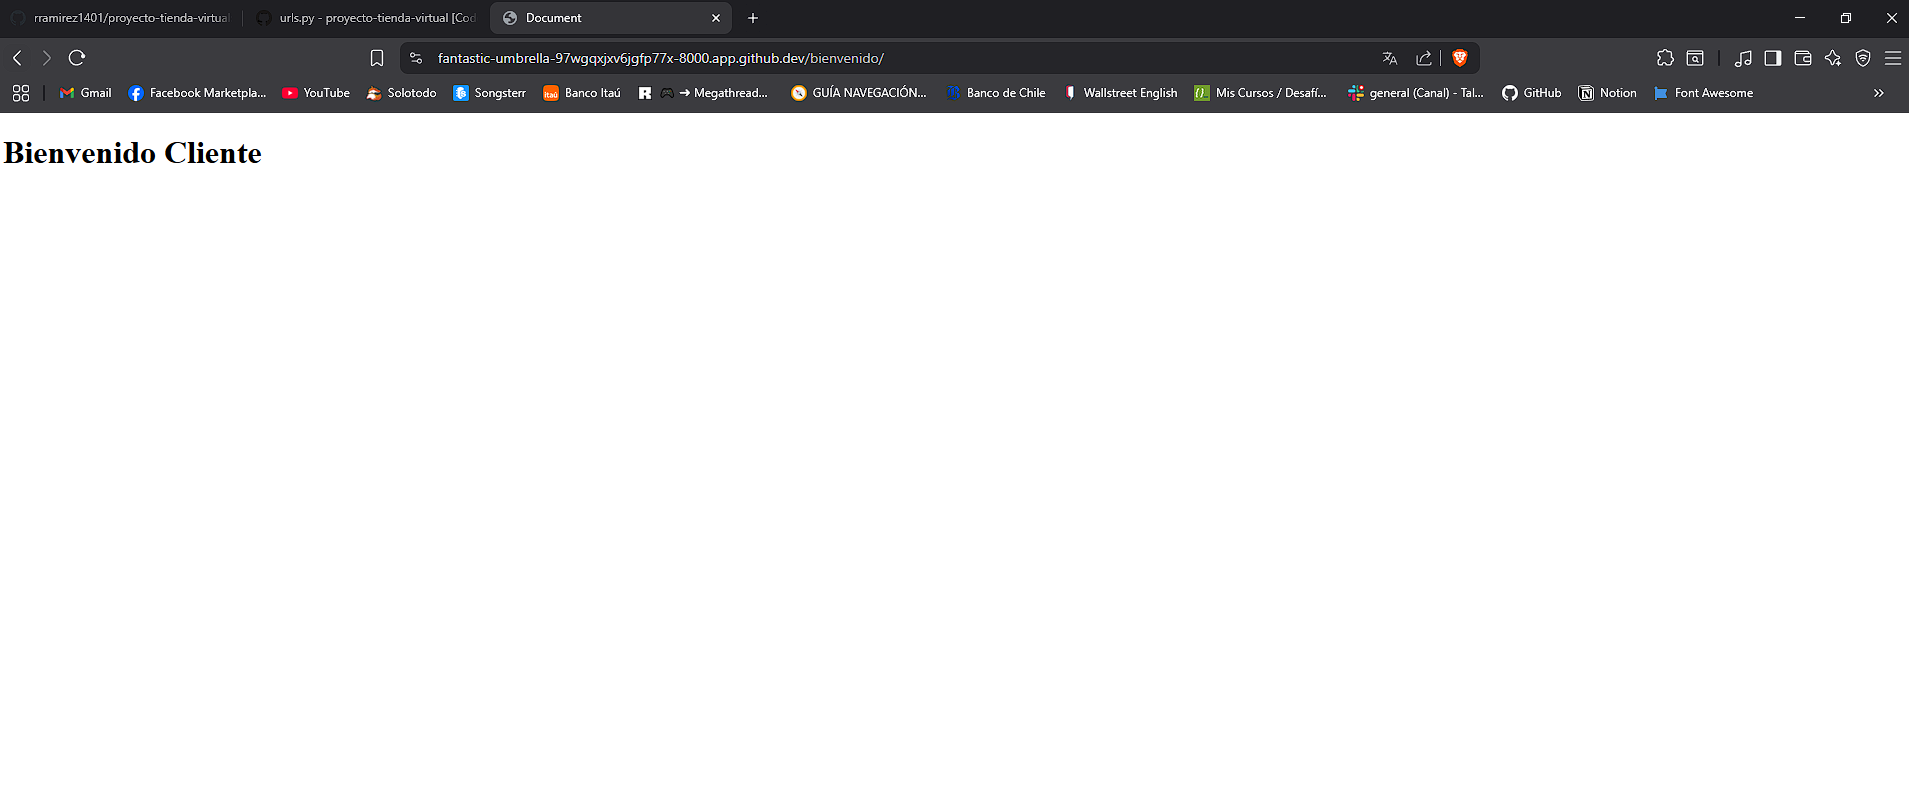 rramirez1401/proyecto-tienda-virtual
urls.py - proyecto-tienda-virtual [Cod
Document
fantastic-umbrella-97wgqxjxv6jgfp77x-8000.app.github.dev/bienvenido/
Gmail
Facebook Marketpla...
YouTube
Solotodo
Songsterr
Banco Itaú
→ Megathread...
GUÍA NAVEGACIÓN...
Banco de Chile
Wallstreet English
Mis Cursos / Desafí...
general (Canal) - Tal...
GitHub
Notion
Font Awesome
Bienvenido Cliente